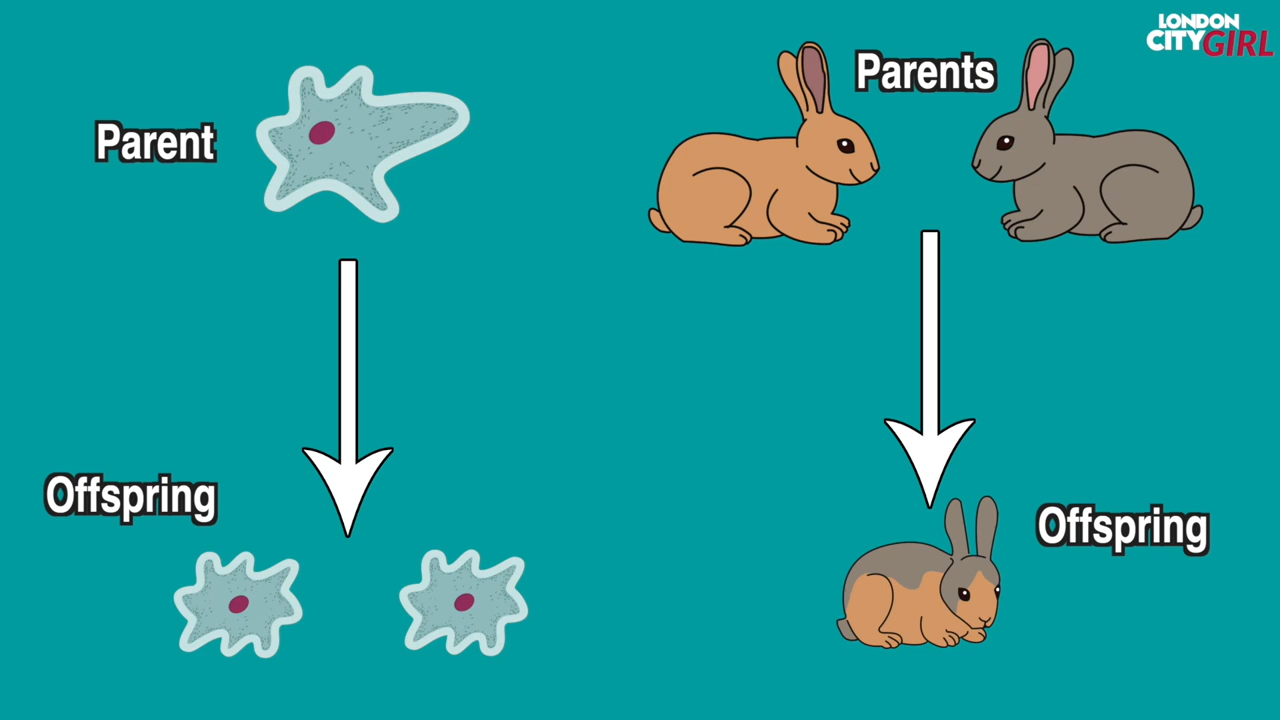 LONDON
CITYGIRL
Parents
Parent
Offspring
Offspring